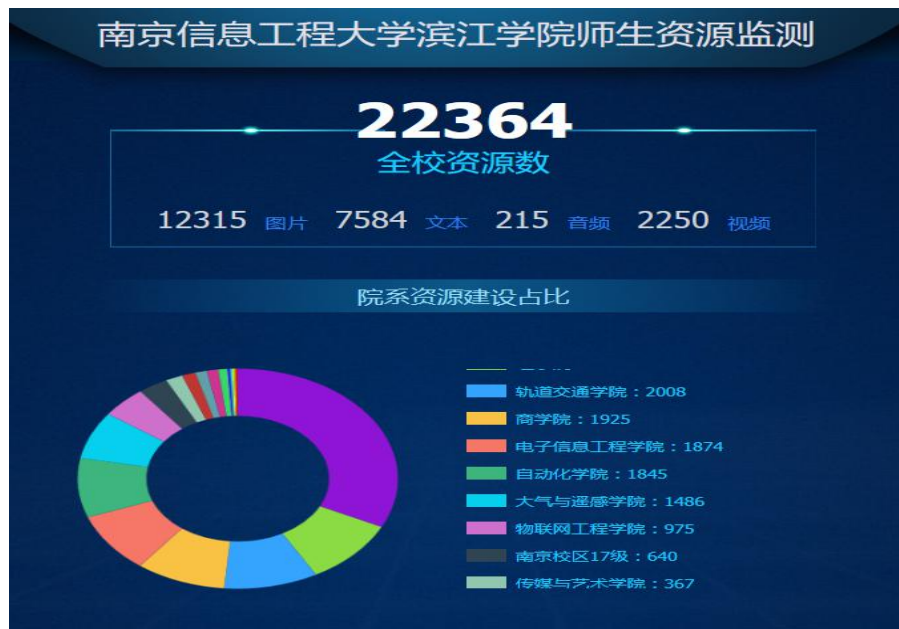 南京信息工程大学滨江学院师生资源监测
22364
全校资源数
12315 图片 7584 文本 215 音频 2250 视频
院系资源建设占比
轨道交通学院：2008
商学院：1925
电子信息工程学院：1874
自动化学院：1845
大气与遥感学院：1486
物联网工程学院：975
南京校区17级：640
传媒与艺术学院：367